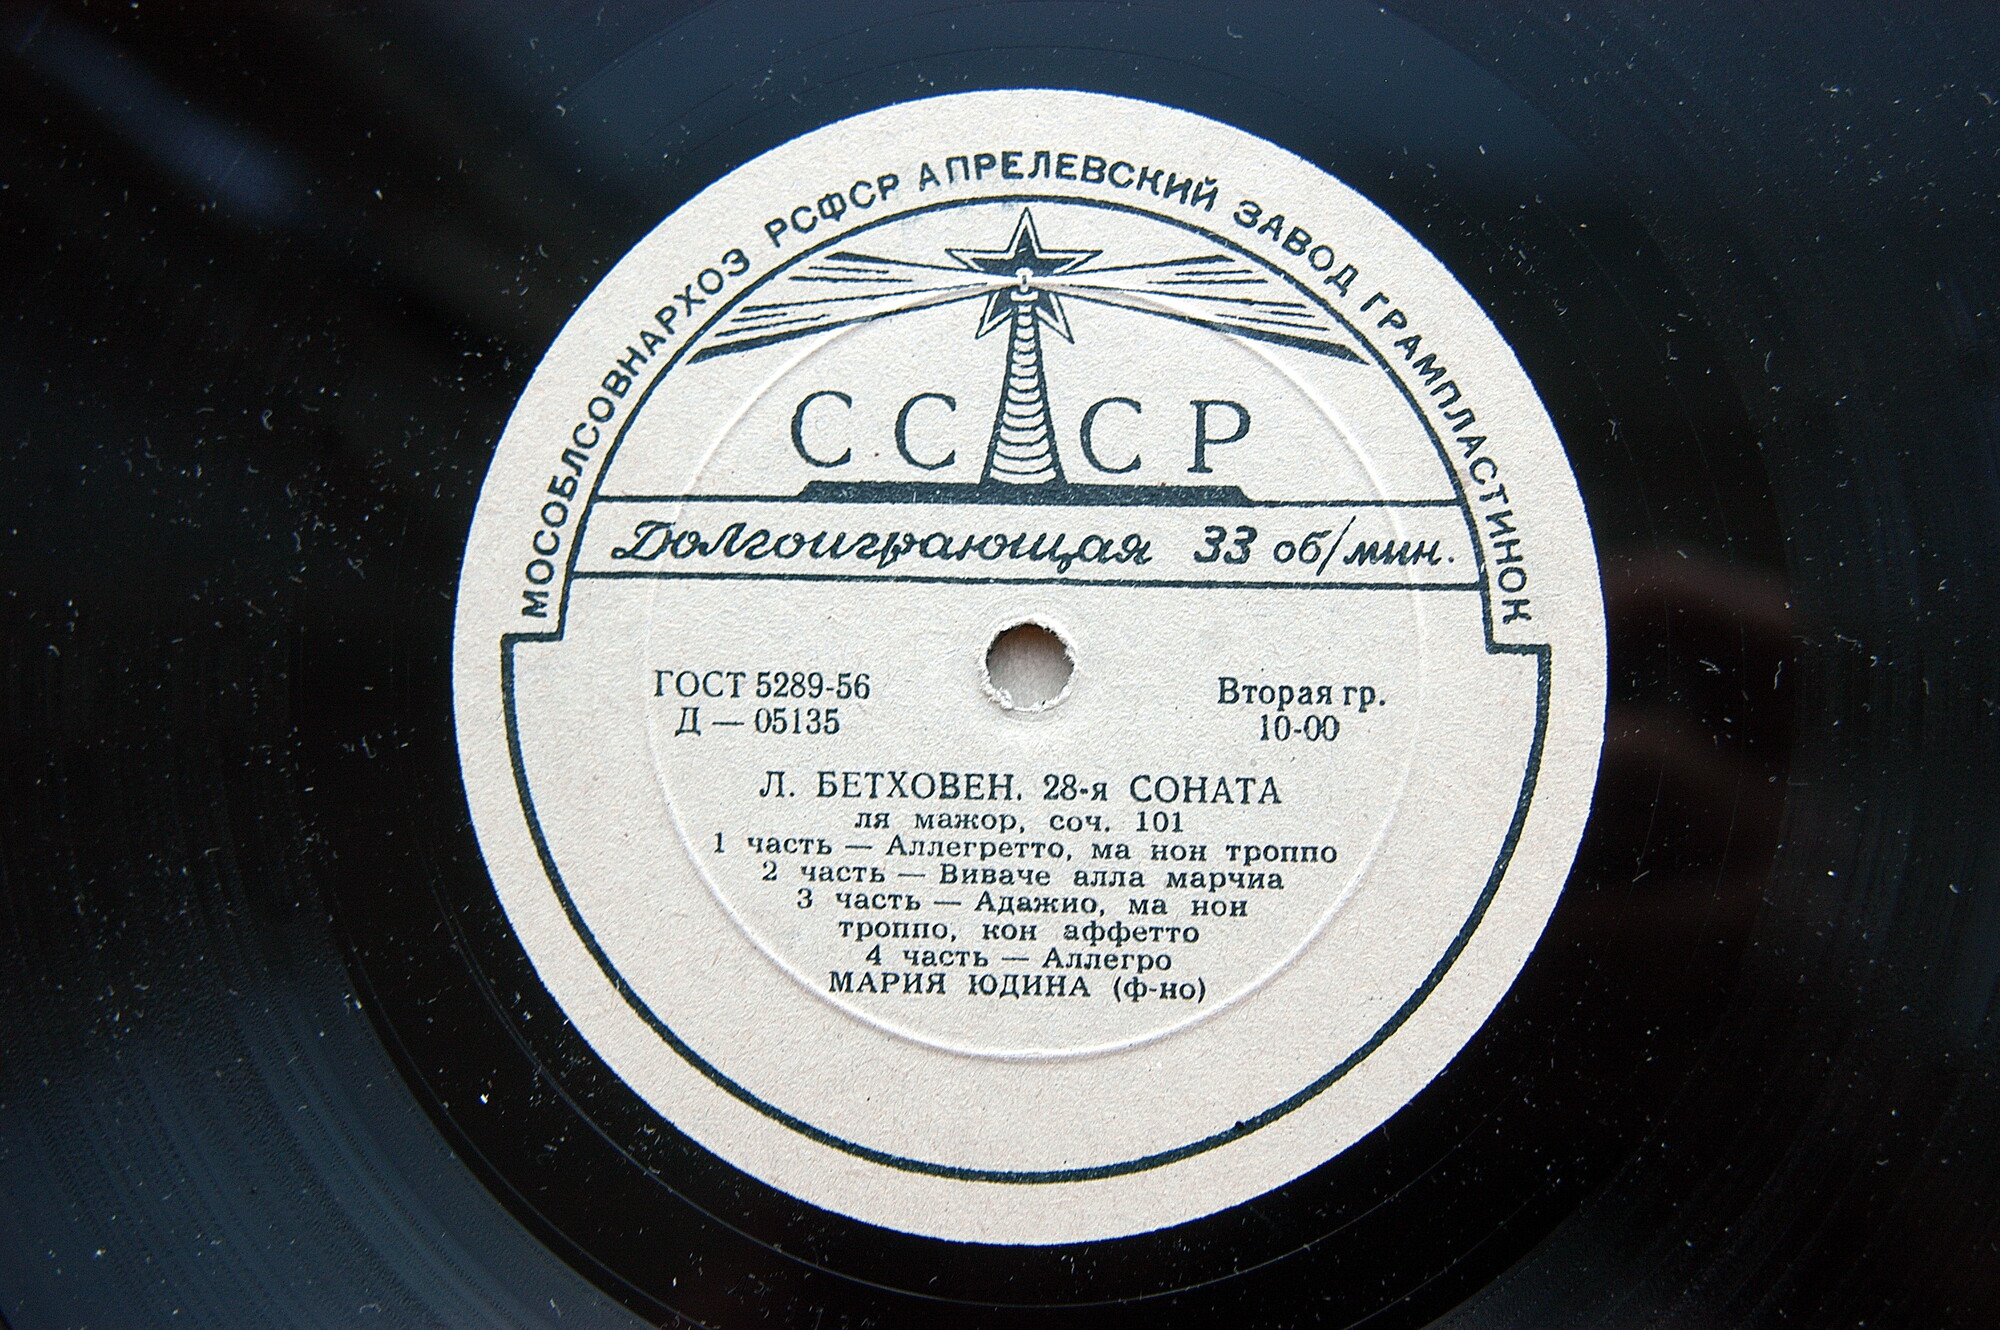 МОСОБЛСОВНАРХОЗ РСФСР АПРЕЛЕВСКИЙ ЗАВОД ГРАМПЛАСТИНОК
СССР
Долгоиграющая 33 об/мин.
ГОСТ 5289-56
Д — 05135
Вторая гр.
10-00
Л. БЕТХОВЕН. 28-я СОНАТА
ля мажор, соч. 101
1 часть — Аллегретто, ма нон троппо
2 часть — Виваче алла марчиа
3 часть — Адажио, ма нон
троппо, кон аффетто
4 часть — Аллегро
МАРИЯ ЮДИНА (ф-но)